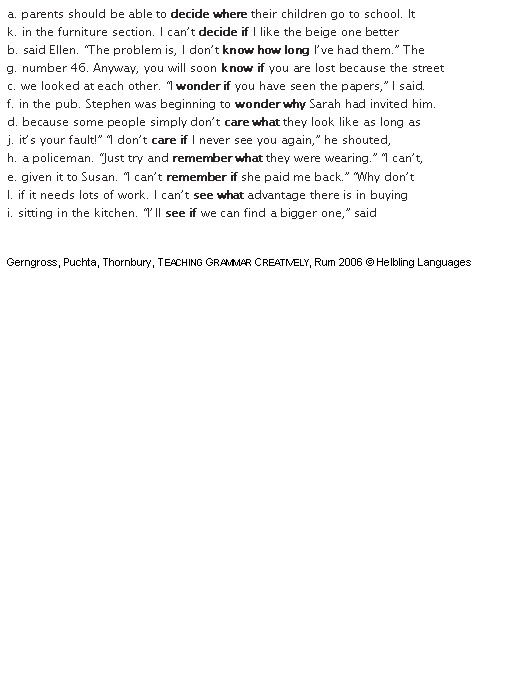 a. parents should be able to decide where their children go to school. It
k. in the furniture section. I can't decide if I like the beige one better
b. said Ellen. "The problem is, I don't know how long I've had them." The
g. number 46. Anyway, you will soon know if you are lost because the street
c. we looked at each other. "I wonder if you have seen the papers," I said.
f. in the pub. Stephen was beginning to wonder why Sarah had invited him.
d. because some people simply don't care what they look like as long as
j. it's your fault!" "I don't care if I never see you again," he shouted,
h. a policeman. "Just try and remember what they were wearing." "I can't,
e. given it to Susan. "I can't remember if she paid me back." "Why don't
l. if it needs lots of work. I can't see what advantage there is in buying
i. sitting in the kitchen. "I'll see if we can find a bigger one," said
Gerngross, Puchta, Thornbury, TEACHING GRAMMAR CREATIVELY, Rum 2006 © Helbling Languages